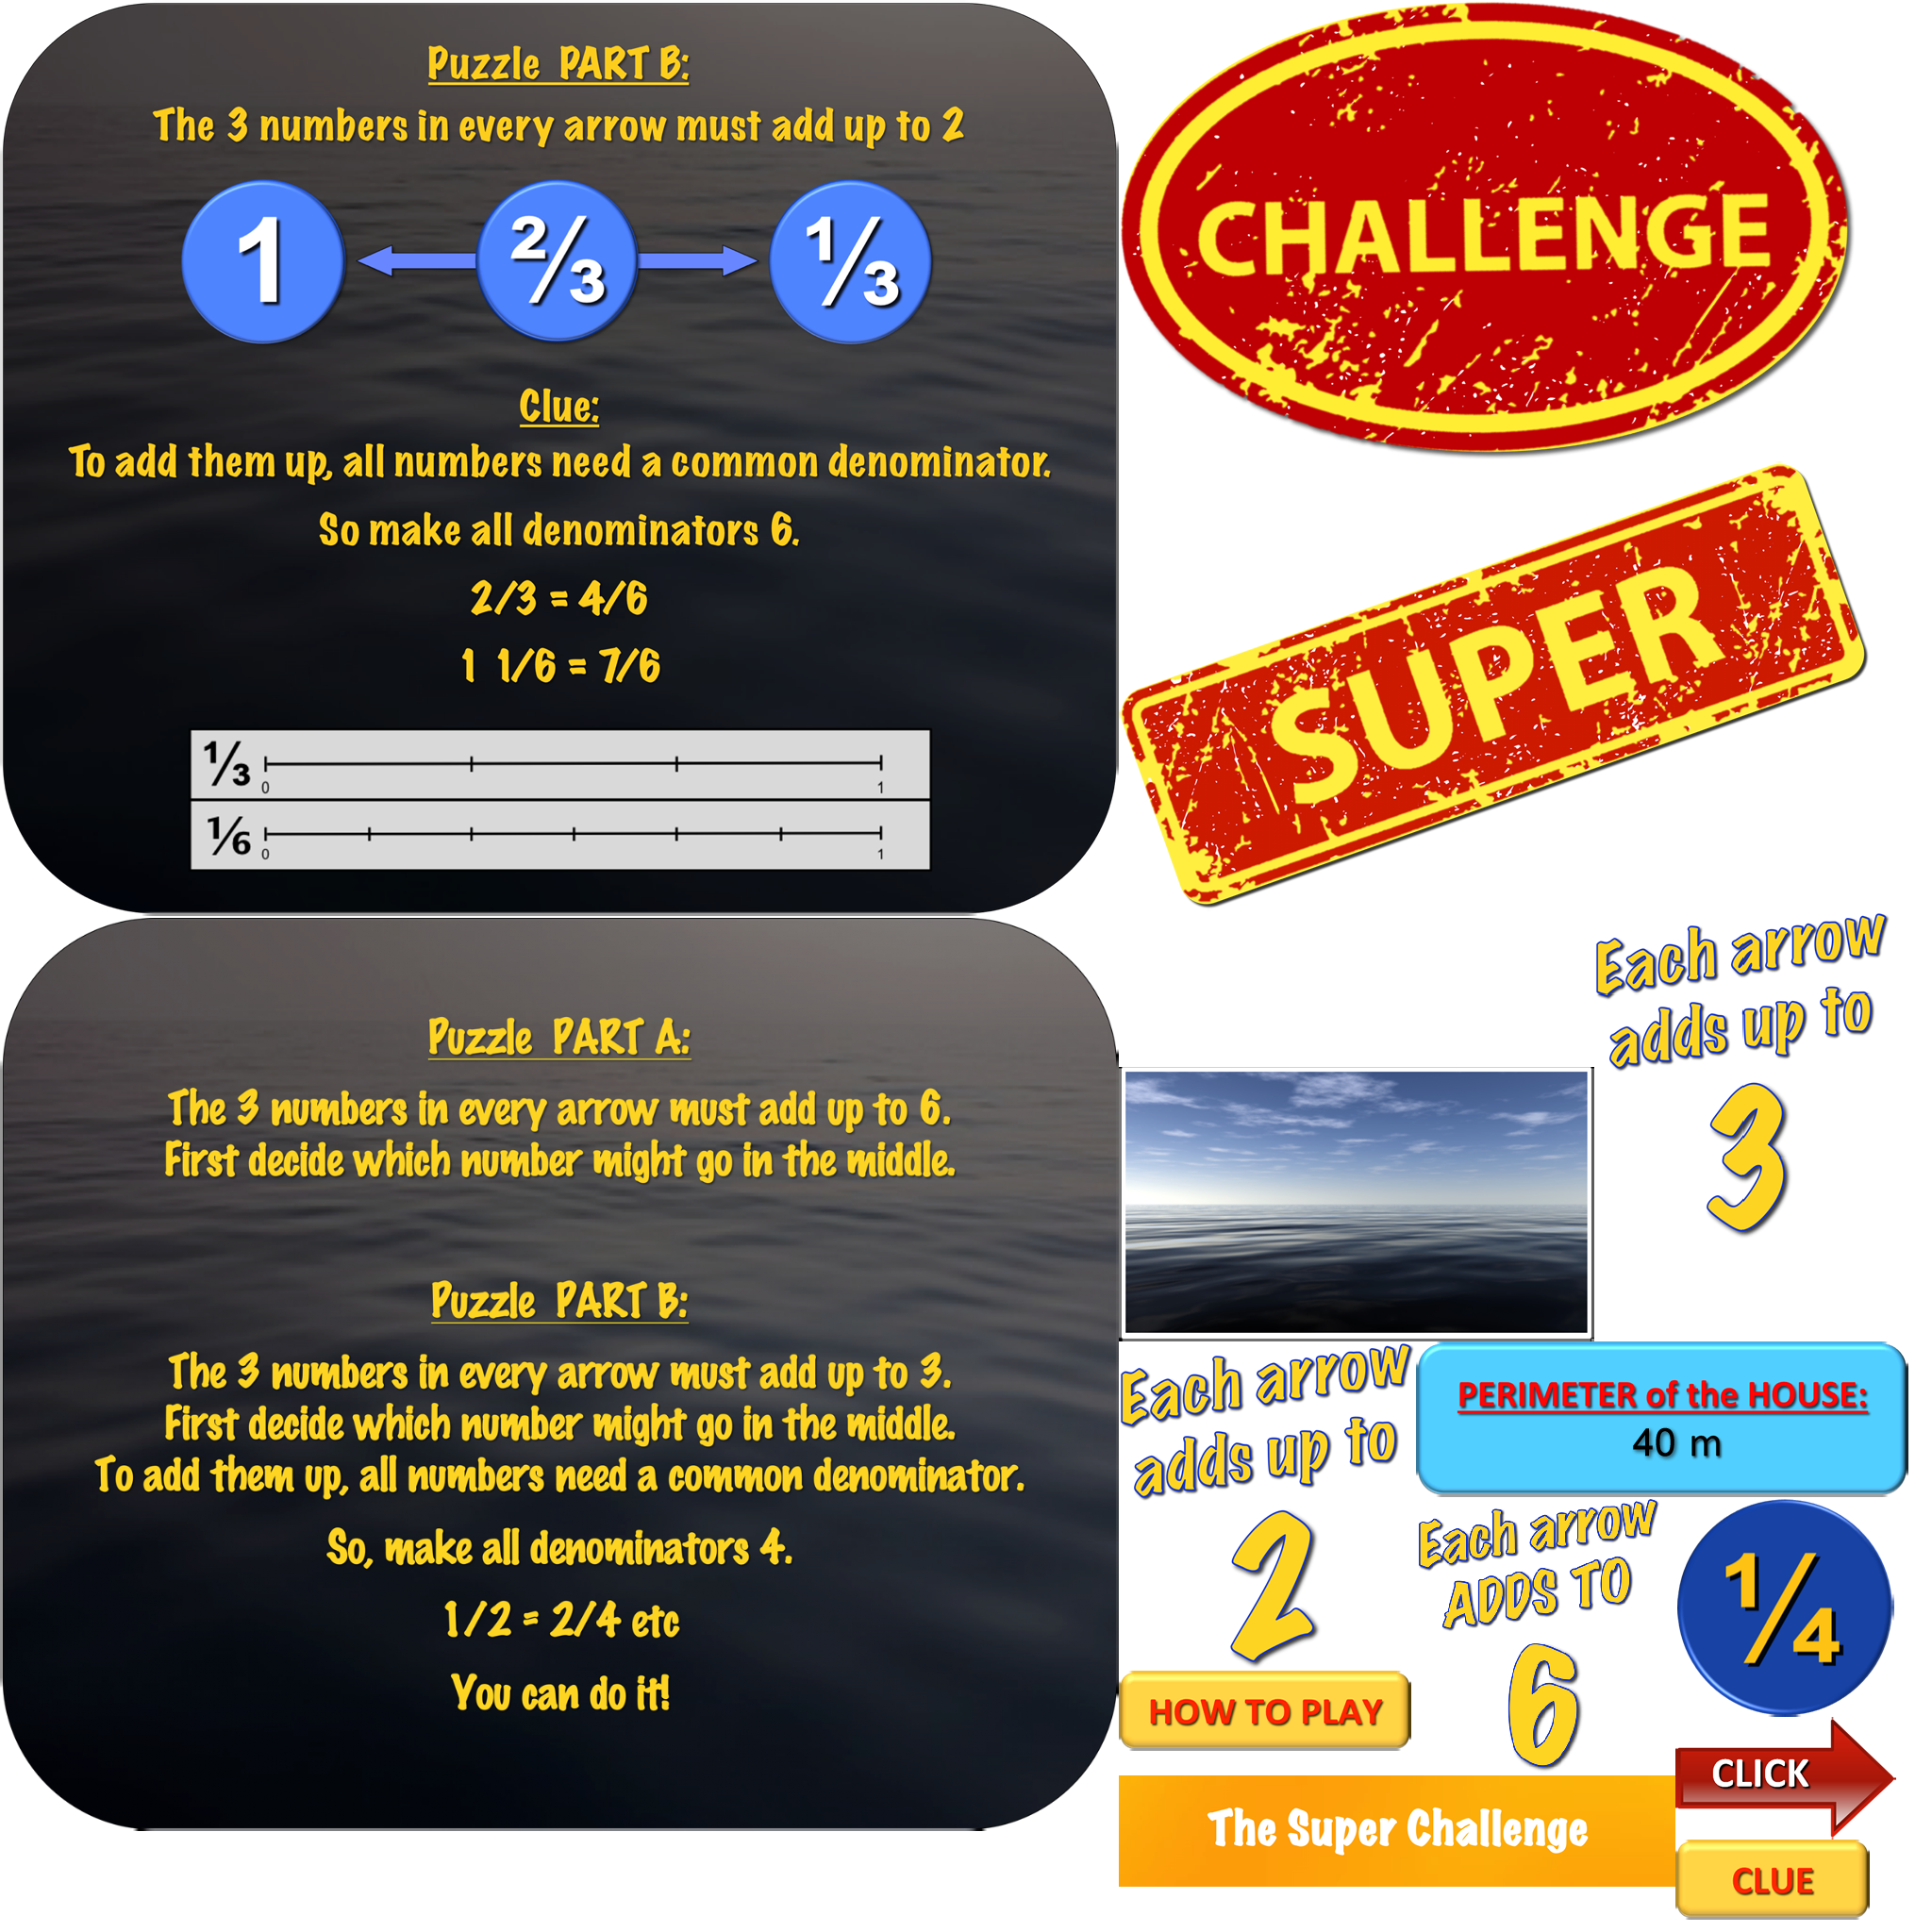 Puzzle PART B:
The 3 numbers in every arrow must add up to 2
1 2/3 1/3
Clue:
To add them up, all numbers need a common denominator.
So make all denominators 6.
2/3 = 4/6
1 1/6 = 7/6
1/3 0 1
1/6 0 1
CHALLENGE
SUPER
Puzzle PART A:
The 3 numbers in every arrow must add up to 6.
First decide which number might go in the middle.
Puzzle PART B:
The 3 numbers in every arrow must add up to 3.
First decide which number might go in the middle.
To add them up, all numbers need a common denominator.
So, make all denominators 4.
1/2 = 2/4 etc
You can do it!
Each arrow
adds up to
3
Each arrow
adds up to
2
PERIMETER of the HOUSE:
40 m
Each arrow
ADDS TO
6
1/4
HOW TO PLAY
CLICK
The Super Challenge
CLUE